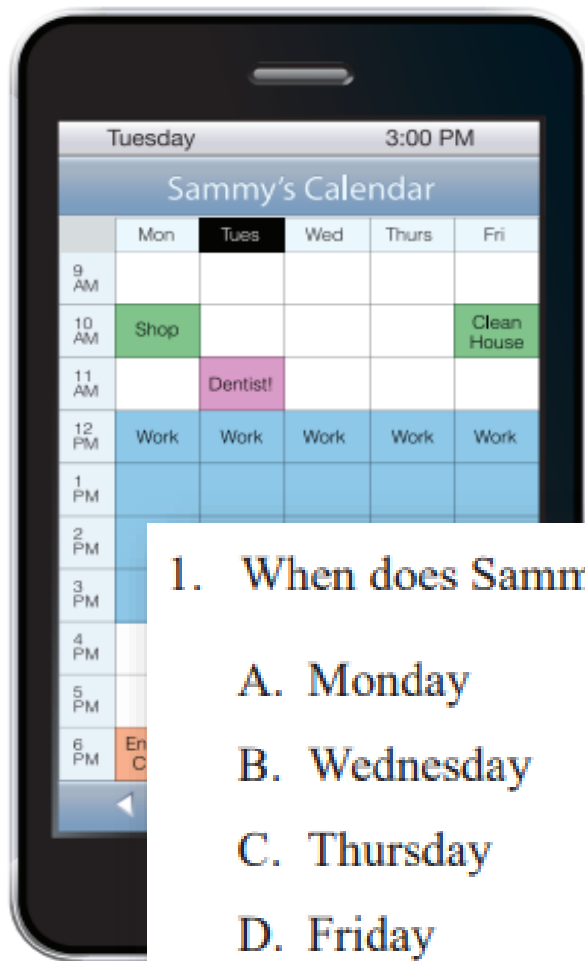 Tuesday 3:00 PM
Sammy's Calendar
Mon Tues Wed Thurs Fri
9 AM
10 AM Shop Clean House
11 AM Dentist!
12 PM Work Work Work Work Work
1 PM
2 PM
3 PM
4 PM
5 PM
6 PM
1. When does
A. Monday
B. Wednesday
C. Thursday
D. Friday